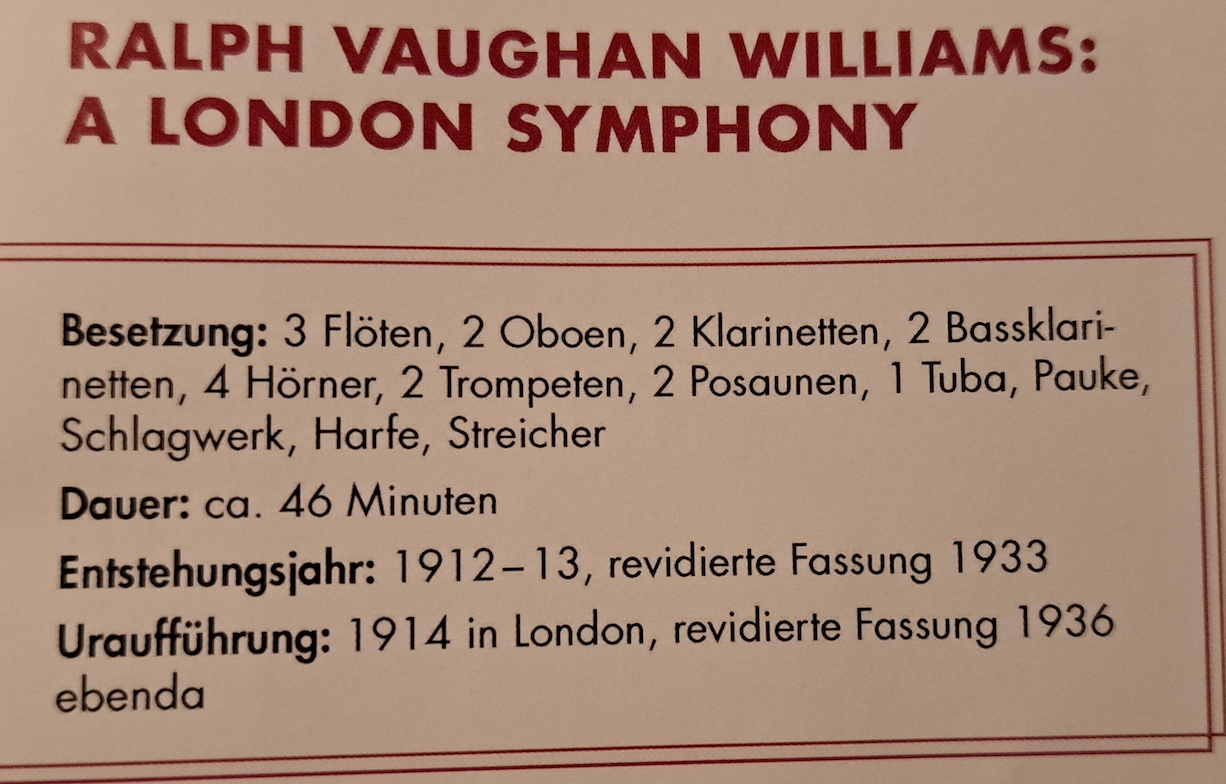 RALPH VAUGHAN WILLIAMS:
A LONDON SYMPHONY
Besetzung: 3 Flöten, 2 Oboen, 2 Klarinetten, 2 Bassklari-
netten, 4 Hörner, 2 Trompeten, 2 Posaunen, 1 Tuba, Pauke,
Schlagwerk, Harfe, Streicher
Dauer: ca. 46 Minuten
Entstehungsjahr: 1912–13, revidierte Fassung 1933
Uraufführung: 1914 in London, revidierte Fassung 1936
ebenda